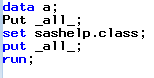 data a;
Put _all_;
set sashelp.class;
put _all_;
run;